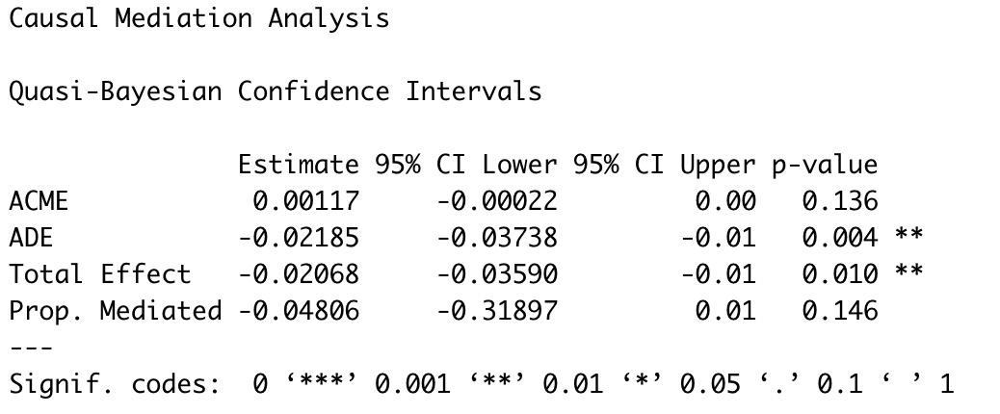 Causal Mediation Analysis
Quasi-Bayesian Confidence Intervals
Estimate 95% CI Lower 95% CI Upper p-value
ACME 0.00117 -0.00022 0.00 0.136
ADE -0.02185 -0.03738 -0.01 0.004 **
Total Effect -0.02068 -0.03590 -0.01 0.010 **
Prop. Mediated -0.04806 -0.31897 0.01 0.146
---
Signif. codes: 0 ‘***’ 0.001 ‘**’ 0.01 ‘*’ 0.05 ‘.’ 0.1 ‘ ’ 1